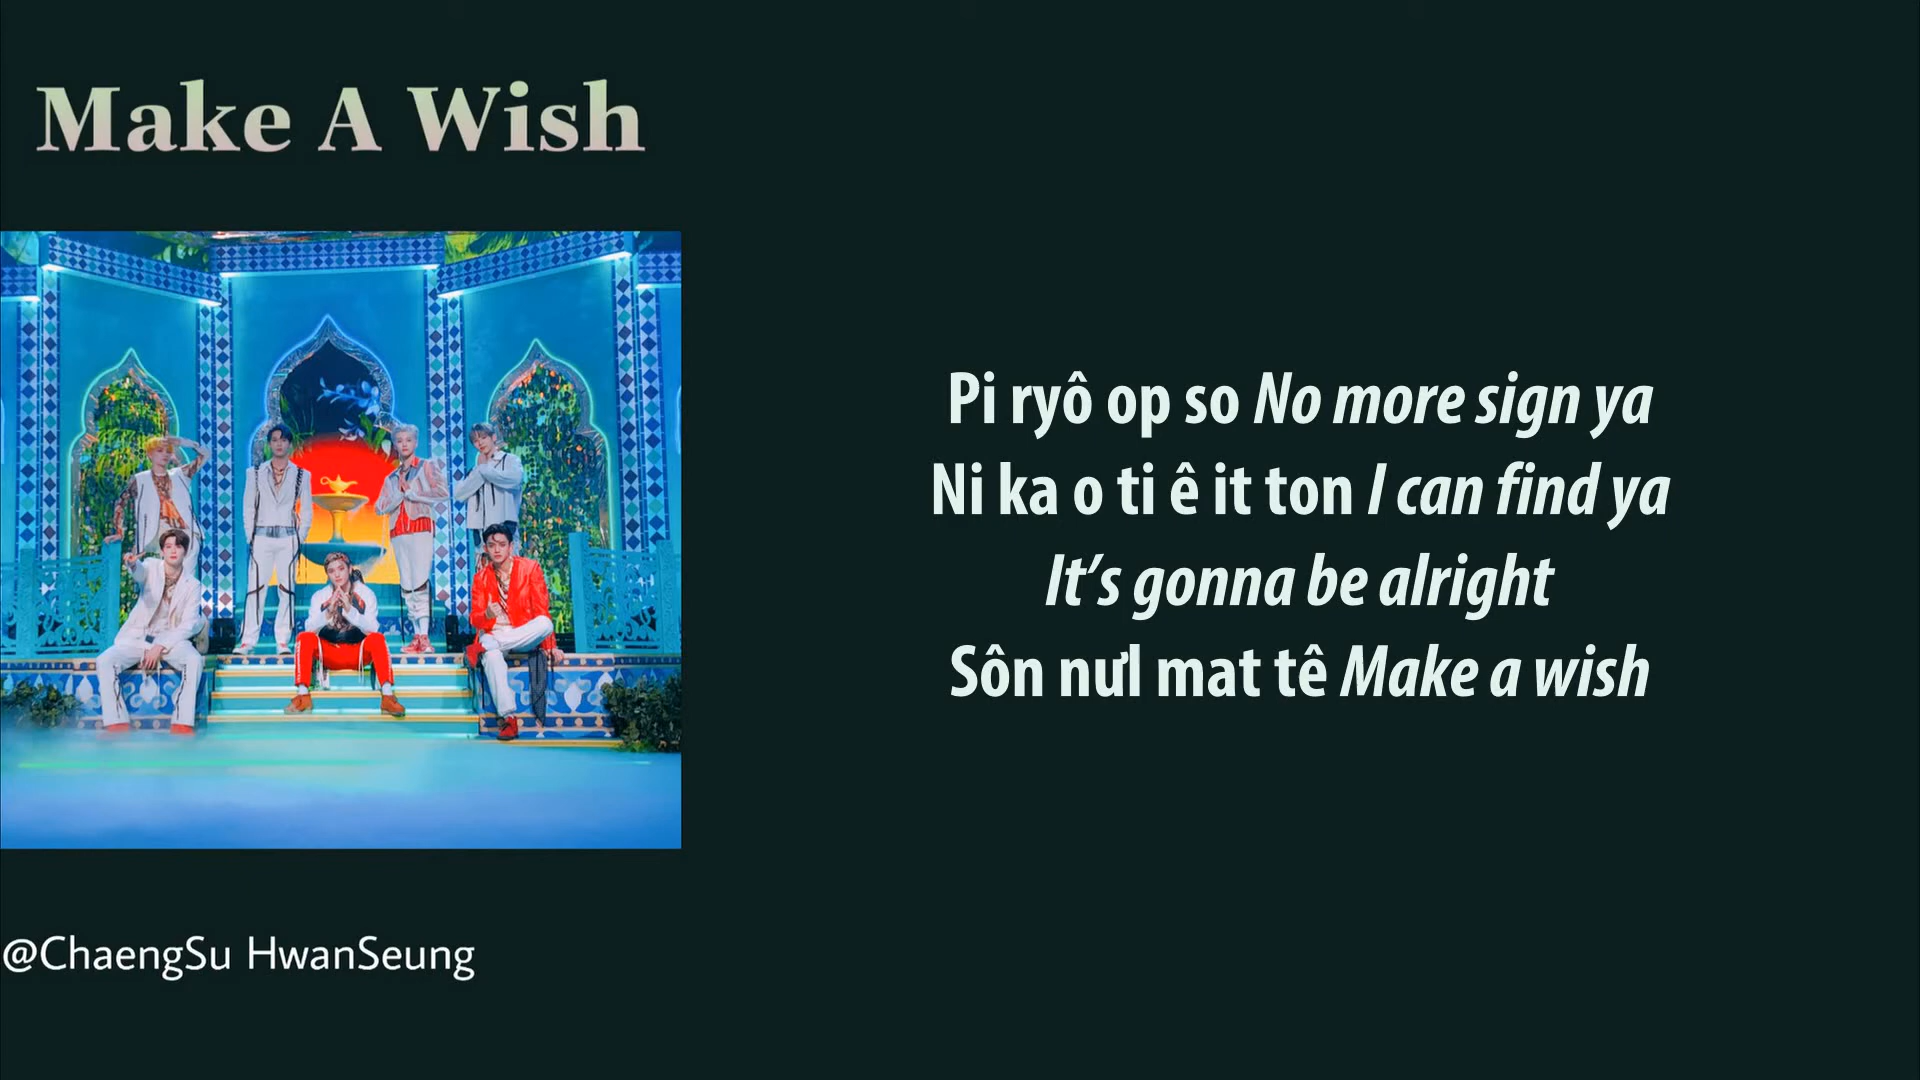 Make A Wish
Pi ryô op so No more sign ya
Ni ka o ti ê it ton I can find ya
It’s gonna be alright
Sôn nưl mat tê Make a wish
@ChaengSu HwanSeung